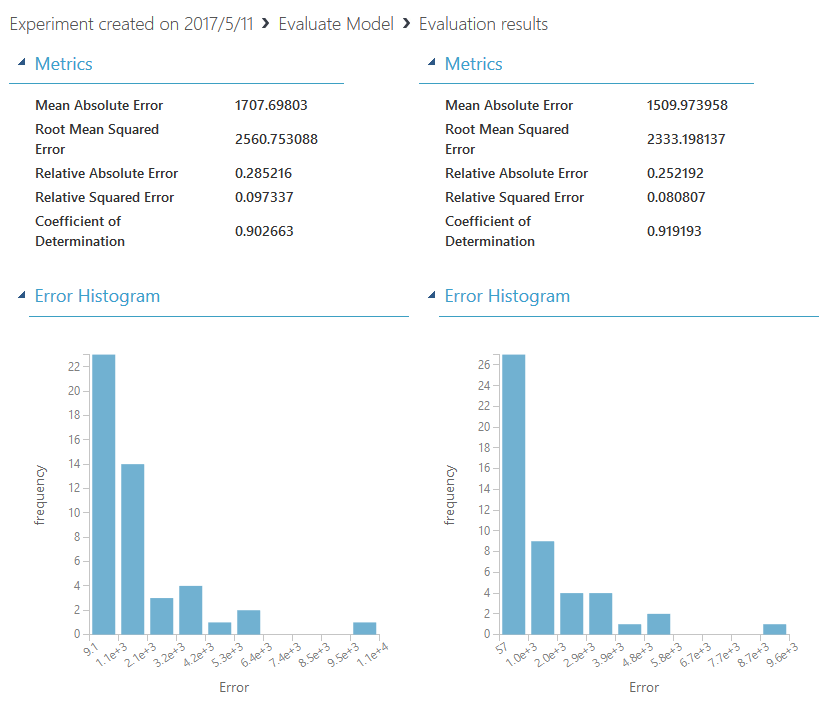 Experiment created on 2017/5/11 › Evaluate Model › Evaluation results
Metrics
Mean Absolute Error 1707.69803
Root Mean Squared
Error 2560.753088
Relative Absolute Error 0.285216
Relative Squared Error 0.097337
Coefficient of
Determination 0.902663
Error Histogram
22
20
18
16
14
12
10
8
6
4
2
0
frequency
9.1 1.1e+3 2.1e+3 3.2e+3 4.2e+3 5.3e+3 6.4e+3 7.4e+3 8.5e+3 9.5e+3 1.1e+4
Error
Metrics
Mean Absolute Error 1509.973958
Root Mean Squared
Error 2333.198137
Relative Absolute Error 0.252192
Relative Squared Error 0.080807
Coefficient of
Determination 0.919193
Error Histogram
26
24
22
20
18
16
14
12
10
8
6
4
2
0
frequency
57 1.0e+3 2.0e+3 2.9e+3 3.9e+3 4.8e+3 5.8e+3 6.7e+3 7.7e+3 8.7e+3 9.6e+3
Error